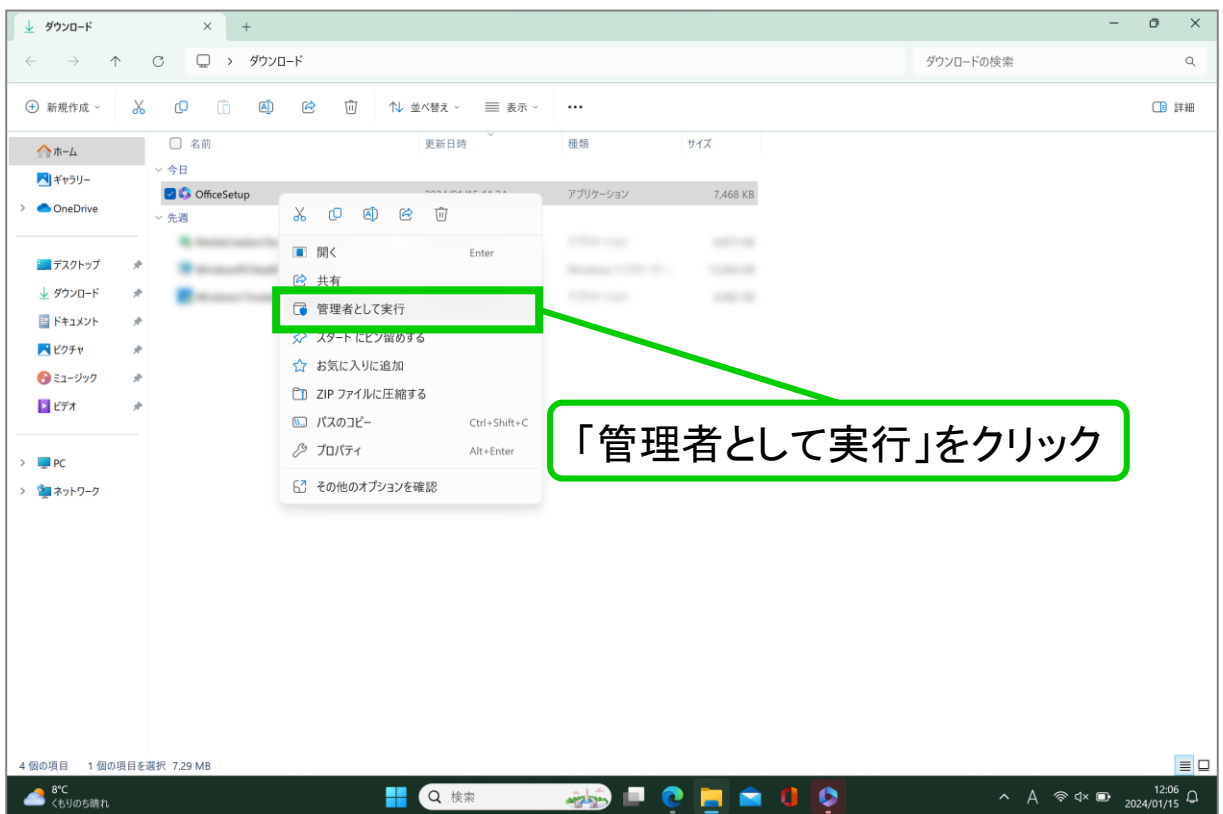 ダウンロード
ダウンロード
ダウンロードの検索
新規作成
並べ替え
表示
詳細
名前 更新日時 種類 サイズ
ホーム
ギャラリー
OneDrive
デスクトップ
ダウンロード
ドキュメント
ピクチャ
ミュージック
ビデオ
PC
ネットワーク
今日
OfficeSetup アプリケーション 7,468 KB
先週
開く Enter
共有
管理者として実行
スタート にピン留めする
お気に入りに追加
ZIP ファイルに圧縮する
パスのコピー Ctrl+Shift+C
プロパティ Alt+Enter
その他のオプションを確認
「管理者として実行」をクリック
4 個の項目 1 個の項目を選択 7.29 MB
8°C
くもりのち晴れ
検索
A
12:06
2024/01/15